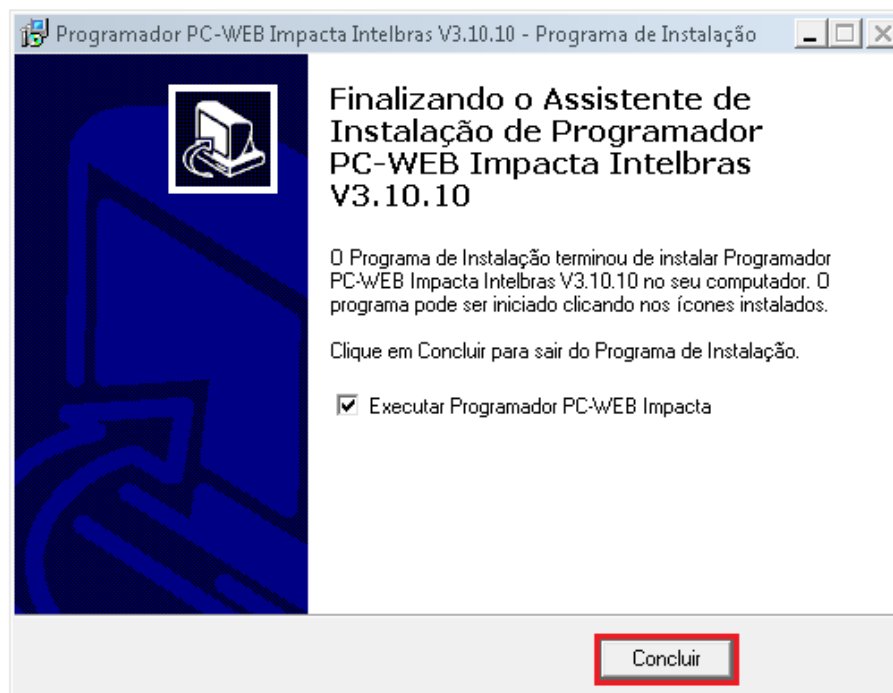 Programador PC-WEB Impacta Intelbras V3.10.10 - Programa de Instalação
Finalizando o Assistente de
Instalação de Programador
PC-WEB Impacta Intelbras
V3.10.10
O Programa de Instalação terminou de instalar Programador
PC-WEB Impacta Intelbras V3.10.10 no seu computador. O
programa pode ser iniciado clicando nos ícones instalados.
Clique em Concluir para sair do Programa de Instalação.
Executar Programador PC-WEB Impacta
Concluir